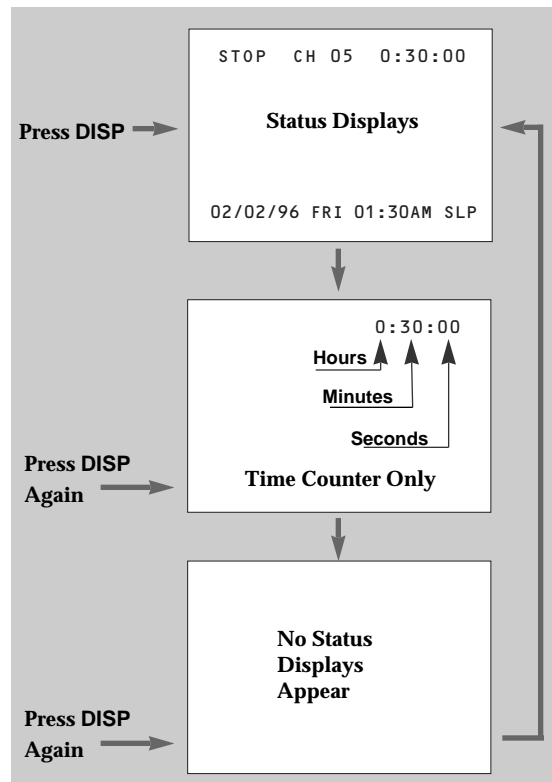 STOP CH 05 0:30:00
Press DISP
Status Displays
02/02/96 FRI 01:30AM SLP
0:30:00
Hours
Minutes
Seconds
Press DISP
Again
Time Counter Only
No Status
Displays
Appear
Press DISP
Again